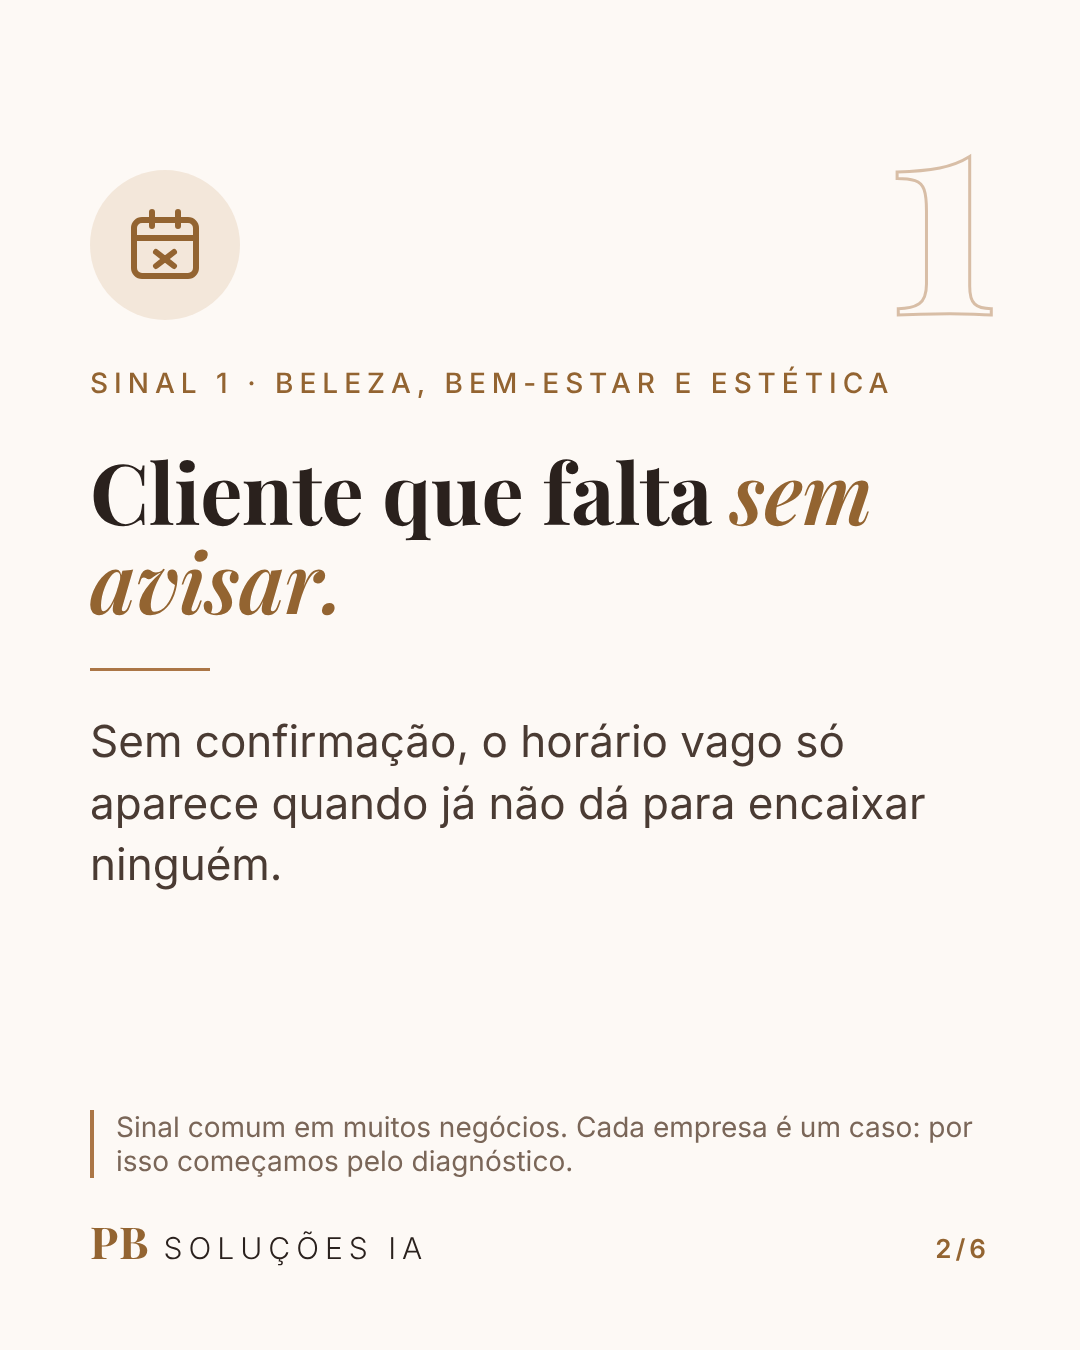 1
SINAL 1 · BELEZA, BEM-ESTAR E ESTÉTICA
Cliente que falta sem
avisar.
Sem confirmação, o horário vago só
aparece quando já não dá para encaixar
ninguém.
Sinal comum em muitos negócios. Cada empresa é um caso: por
isso começamos pelo diagnóstico.
PB SOLUÇÕES IA
2/6